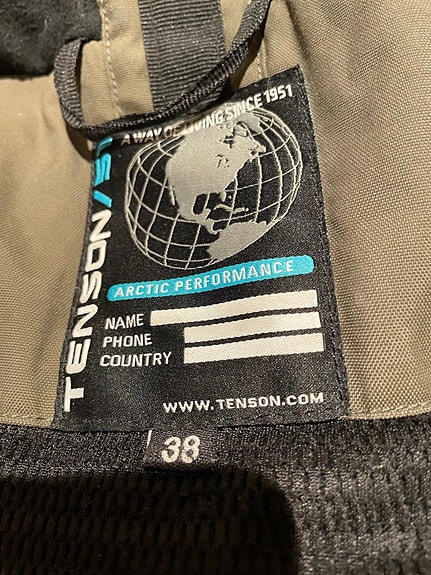 A WAY OF LIVING SINCE 1951
TENSON/
ARCTIC PERFORMANCE
NAME
PHONE
COUNTRY
WWW.TENSON.COM
38